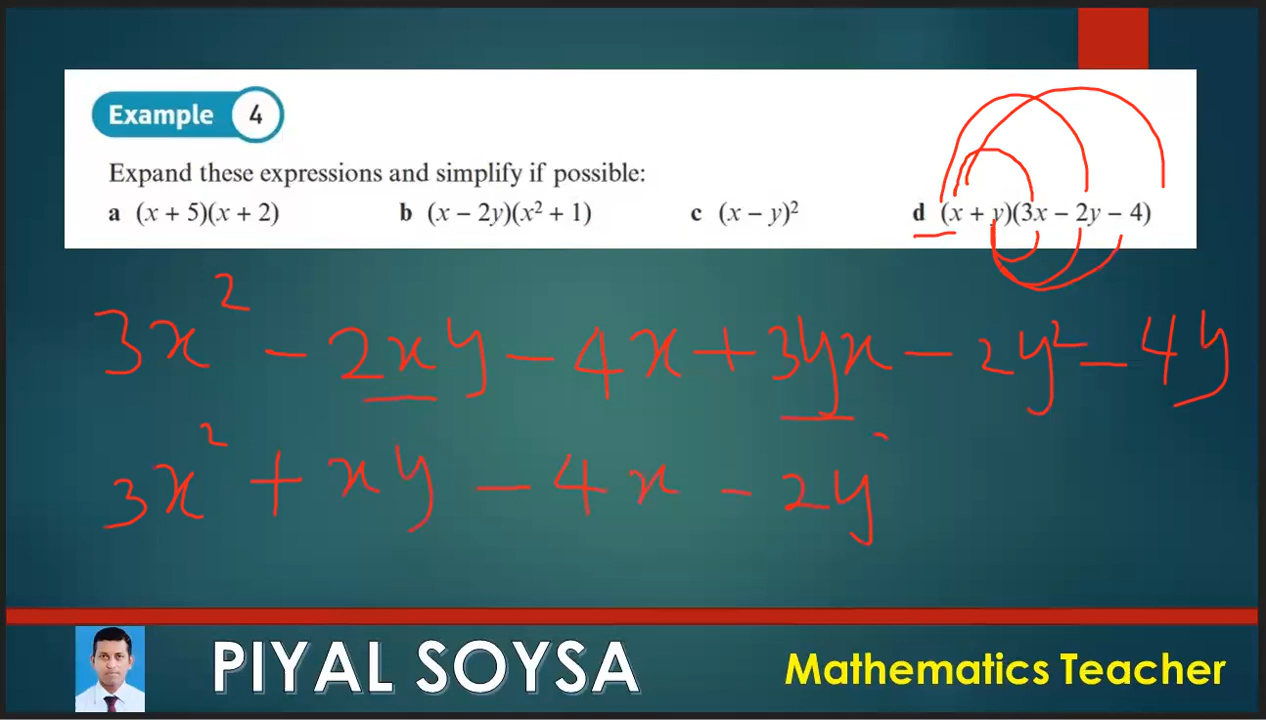 Example 4
Expand these expressions and simplify if possible:
a (x + 5)(x + 2) b (x − 2y)(x² + 1) c (x − y)² d (x + y)(3x − 2y − 4)
3x² − 2xy − 4x + 3yx − 2y² − 4y
3x² + xy − 4x − 2y
PIYAL SOYSA
Mathematics Teacher